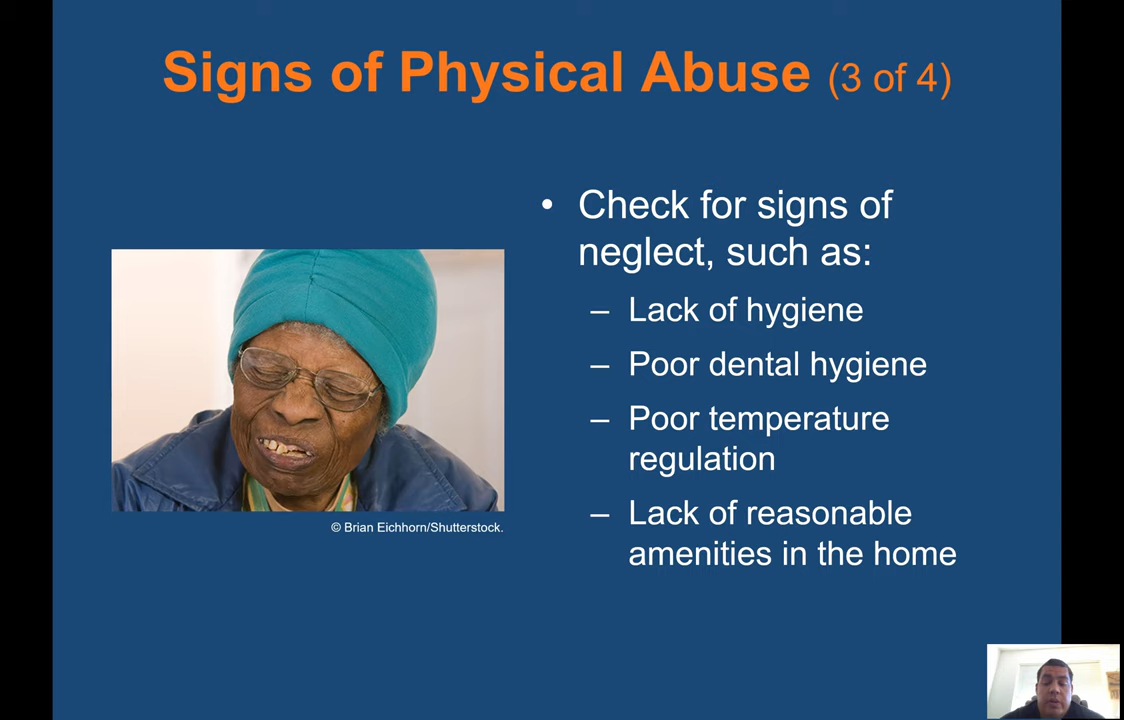 Signs of Physical Abuse (3 of 4)
• Check for signs of
neglect, such as:
– Lack of hygiene
– Poor dental hygiene
– Poor temperature
regulation
– Lack of reasonable
amenities in the home
© Brian Eichhorn/Shutterstock.